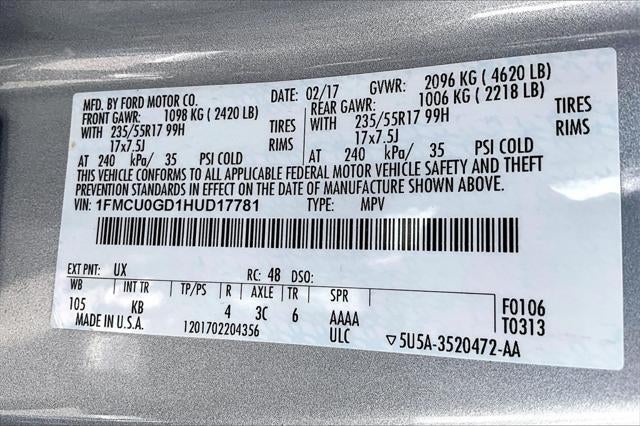 MFD. BY FORD MOTOR CO. DATE: 02/17 GVWR: 2096 KG ( 4620 LB)
FRONT GAWR: 1098 KG ( 2420 LB) REAR GAWR: 1006 KG ( 2218 LB)
WITH 235/55R17 99H TIRES WITH 235/55R17 99H TIRES
17x7.5J RIMS 17x7.5J RIMS
AT 240 kPa/ 35 PSI COLD AT 240 kPa/ 35 PSI COLD
THIS VEHICLE CONFORMS TO ALL APPLICABLE FEDERAL MOTOR VEHICLE SAFETY AND THEFT
PREVENTION STANDARDS IN EFFECT ON THE DATE OF MANUFACTURE SHOWN ABOVE.
VIN: 1FMCU0GD1HUD17781 TYPE: MPV
EXT PNT: UX RC: 48 DSO:
WB INT TR TP/PS R AXLE TR SPR
105 KB 4 3C 6 AAAA F0106
MADE IN U.S.A. 1201702204356 ULC T0313
▽5U5A-3520472-AA